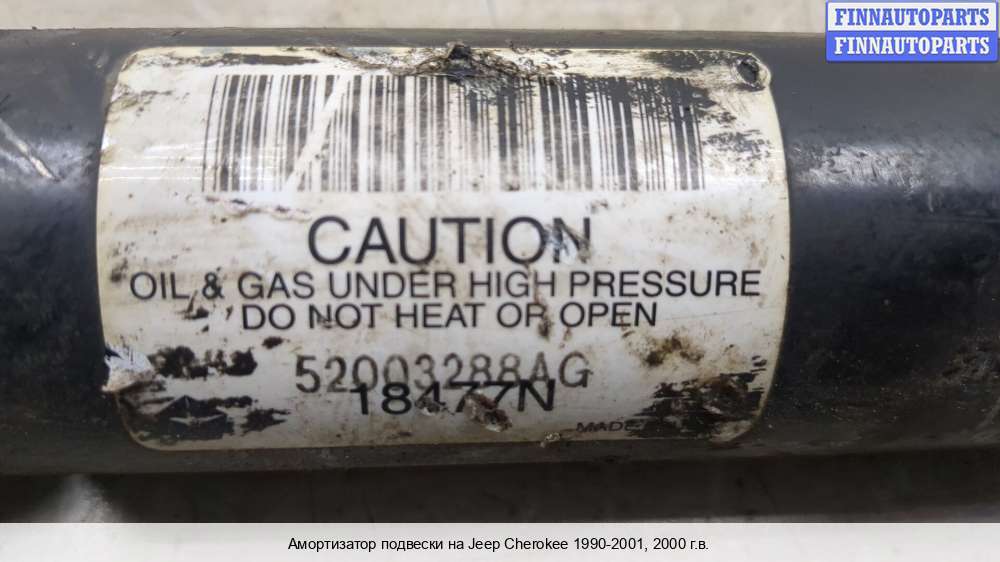 FINNAUTOPARTS
FINNAUTOPARTS
CAUTION
OIL & GAS UNDER HIGH PRESSURE
DO NOT HEAT OR OPEN
52003288AG
18477N
MADE
Амортизатор подвески на Jeep Cherokee 1990-2001, 2000 г.в.